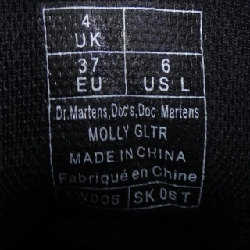 4
UK
37 6
EU US L
Dr.Martens,Doc's,Doc Martens
MOLLY GLTR
MADE IN CHINA
Fabriqué en Chine
SK 06 T